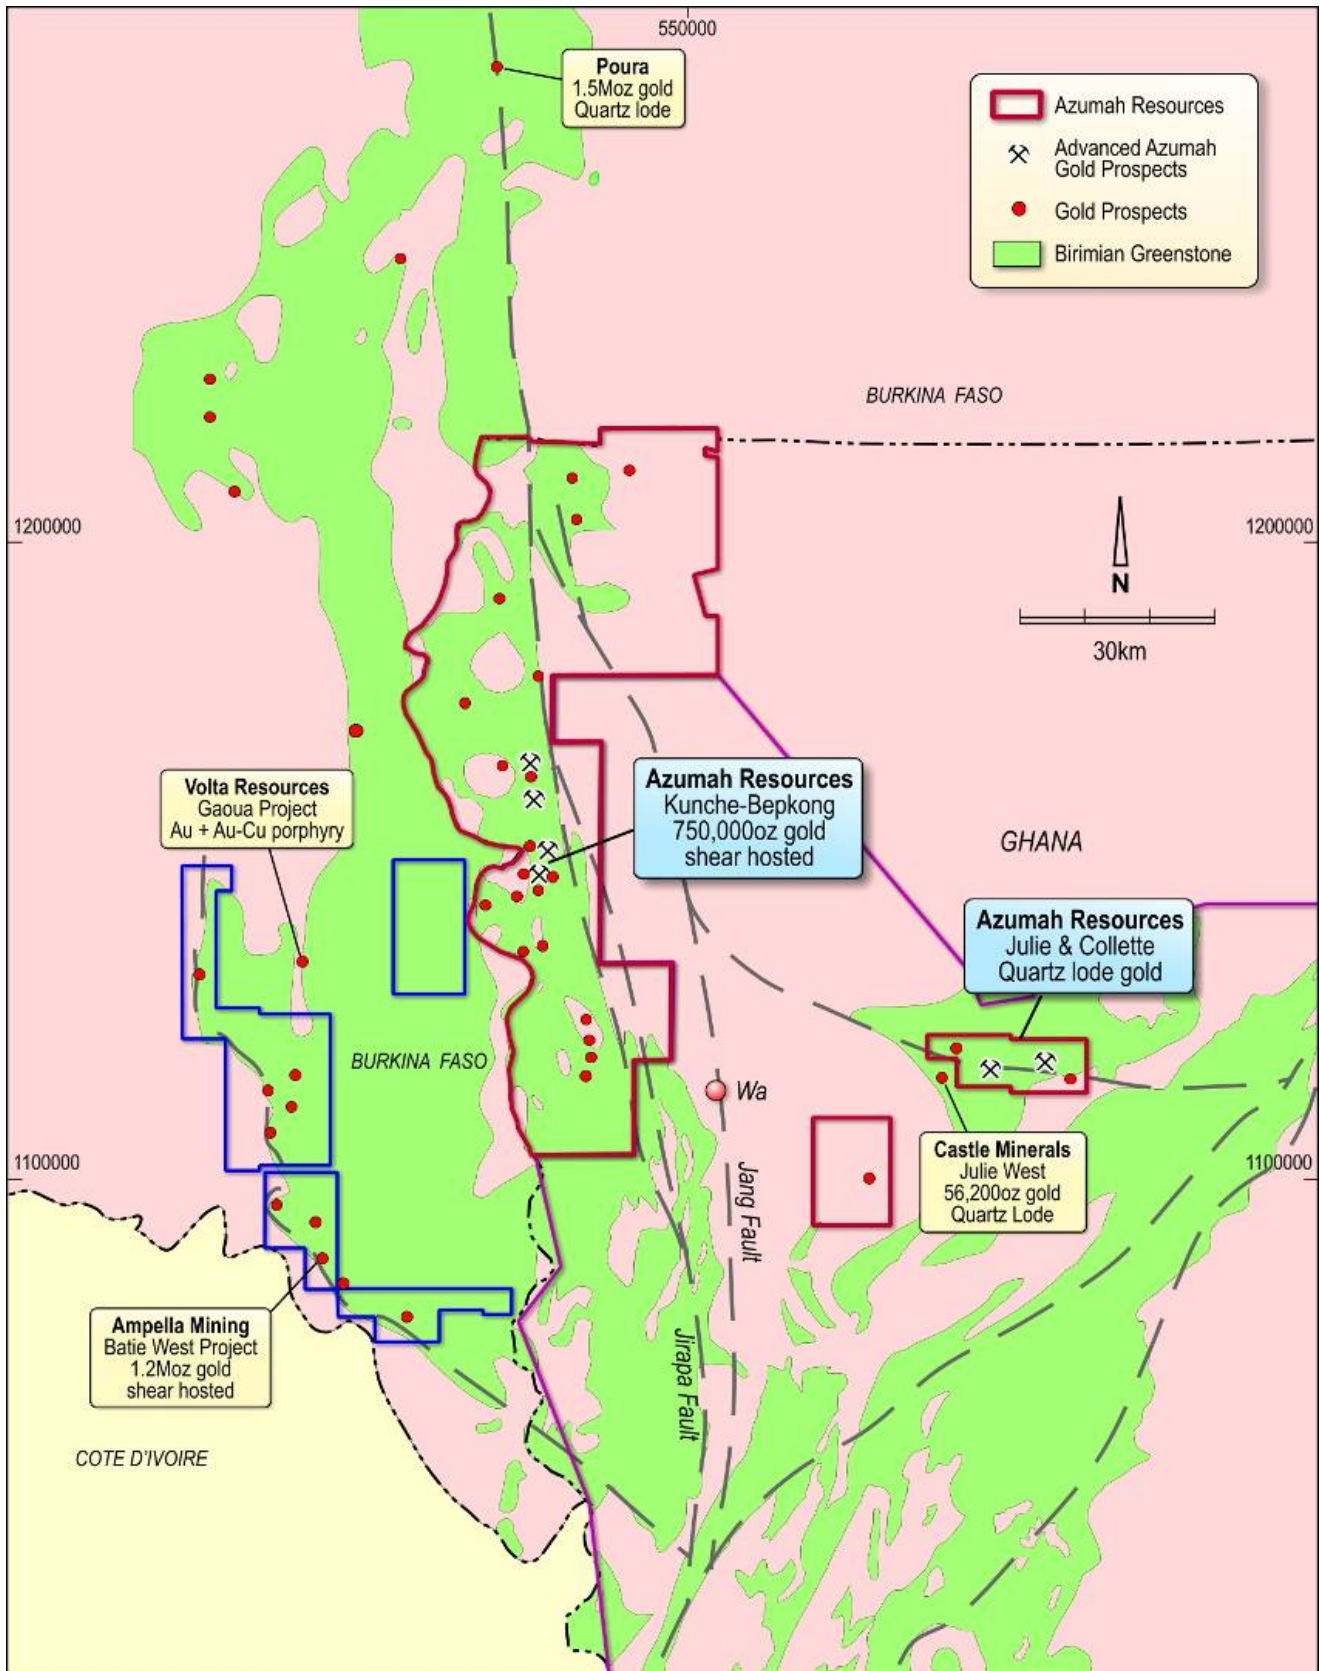 550000
Poura
1.5Moz gold
Quartz lode
Azumah Resources
Advanced Azumah
Gold Prospects
Gold Prospects
Birimian Greenstone
BURKINA FASO
1200000
1200000
N
30km
Volta Resources
Gaoua Project
Au + Au-Cu porphyry
Azumah Resources
Kunche-Bepkong
750,000oz gold
shear hosted
GHANA
Azumah Resources
Julie & Collette
Quartz lode gold
BURKINA FASO
Wa
Castle Minerals
Julie West
56,200oz gold
Quartz Lode
1100000
1100000
Jang Fault
Jirapa Fault
Ampella Mining
Batie West Project
1.2Moz gold
shear hosted
COTE D'IVOIRE